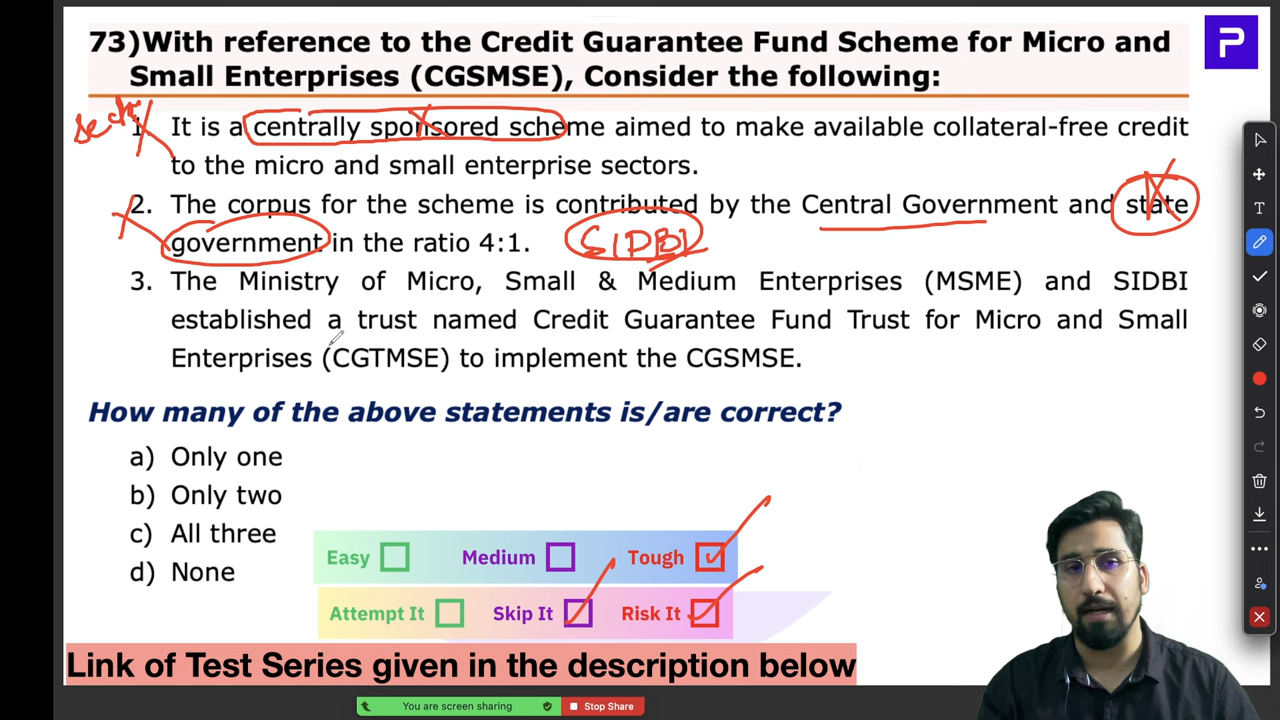 73)With reference to the Credit Guarantee Fund Scheme for Micro and
Small Enterprises (CGSMSE), Consider the following:
1. It is a centrally sponsored scheme aimed to make available collateral-free credit
to the micro and small enterprise sectors.
2. The corpus for the scheme is contributed by the Central Government and state
government in the ratio 4:1.
SIDBI
3. The Ministry of Micro, Small & Medium Enterprises (MSME) and SIDBI
established a trust named Credit Guarantee Fund Trust for Micro and Small
Enterprises (CGTMSE) to implement the CGSMSE.
How many of the above statements is/are correct?
a) Only one
b) Only two
c) All three
d) None
Easy Medium Tough
Attempt It Skip It Risk It
Link of Test Series given in the description below
You are screen sharing Stop Share